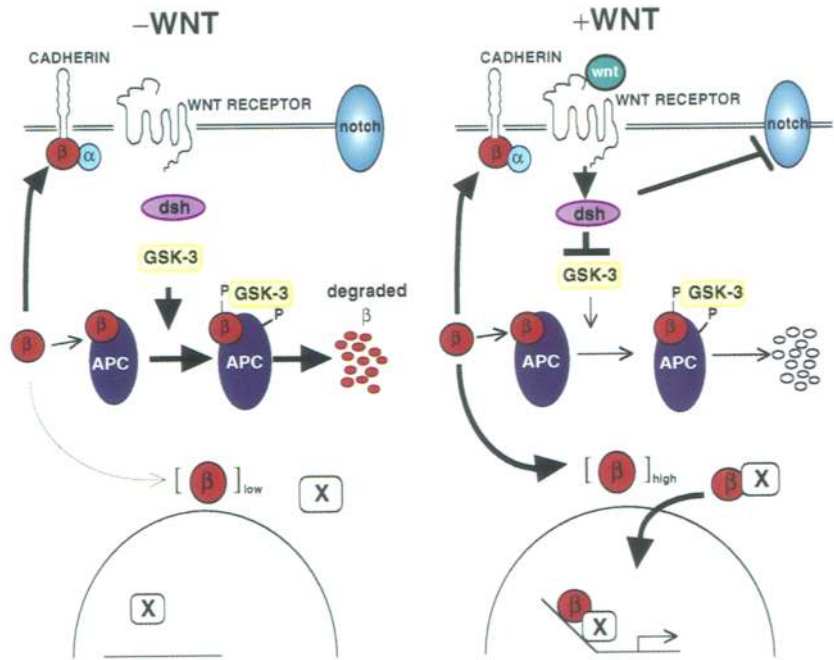 –WNT
CADHERIN
WNT RECEPTOR
notch
β
α
dsh
GSK-3
P
GSK-3
degraded
β
β
P
β
β
APC
APC
[ β ]low
X
X
+WNT
CADHERIN
wnt
WNT RECEPTOR
notch
β
α
dsh
GSK-3
P
GSK-3
β
P
β
β
APC
APC
[ β ]high
β X
β
X